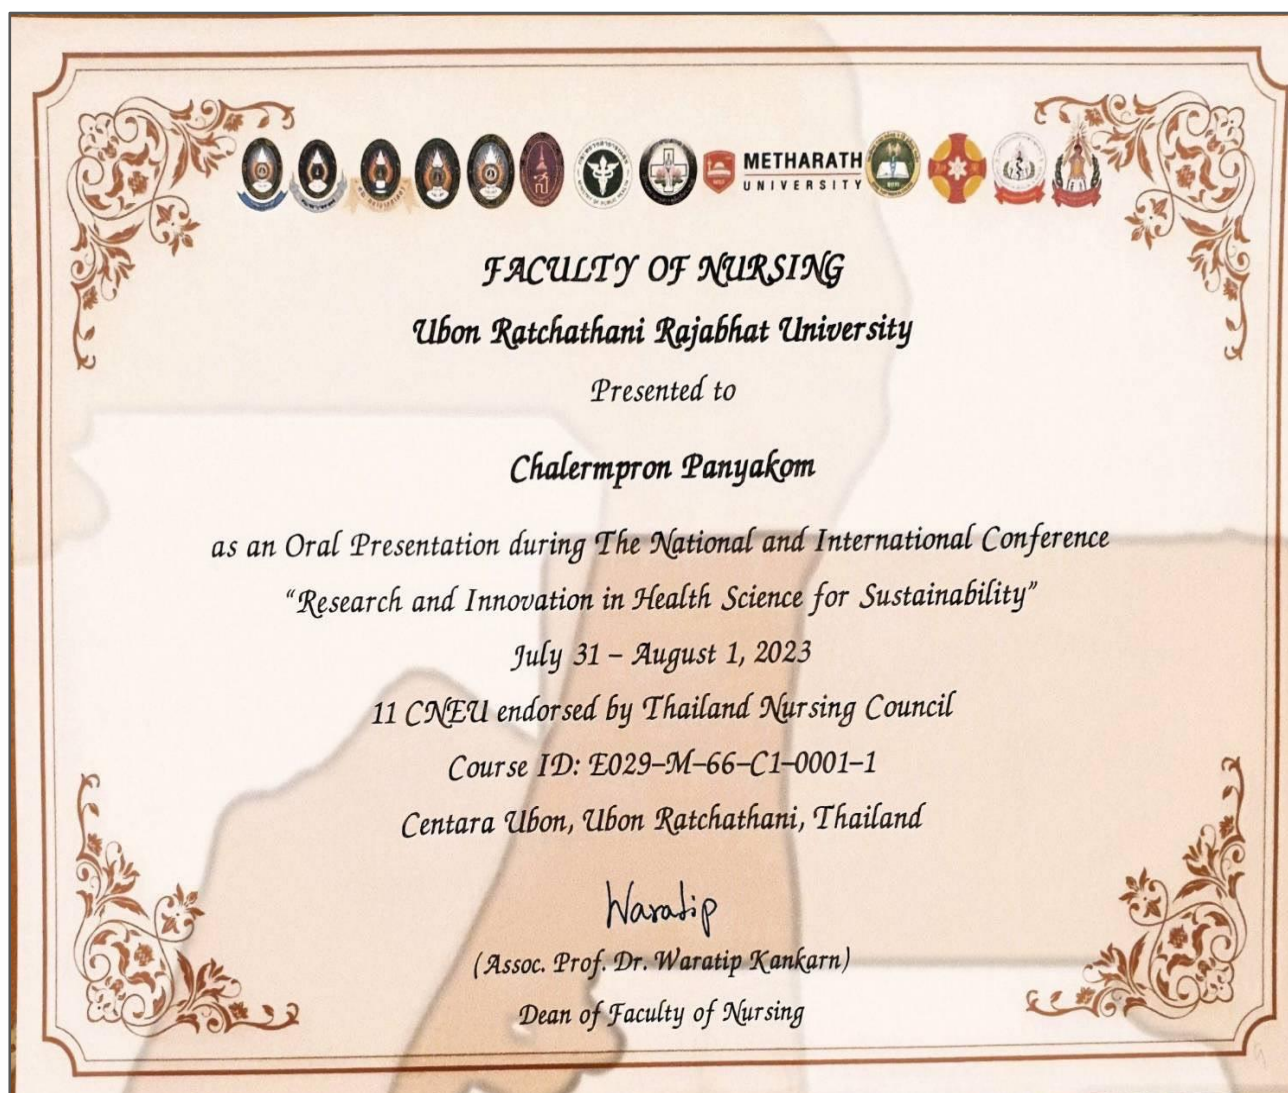 METHARATH
UNIVERSITY
FACULTY OF NURSING
Ubon Ratchathani Rajabhat University
Presented to
Chalermpron Panyakom
as an Oral Presentation during The National and International Conference
“Research and Innovation in Health Science for Sustainability”
July 31 – August 1, 2023
11 CNEU endorsed by Thailand Nursing Council
Course ID: E029–M–66–C1–0001–1
Centara Ubon, Ubon Ratchathani, Thailand
Waratip
(Assoc. Prof. Dr. Waratip Kankarn)
Dean of Faculty of Nursing